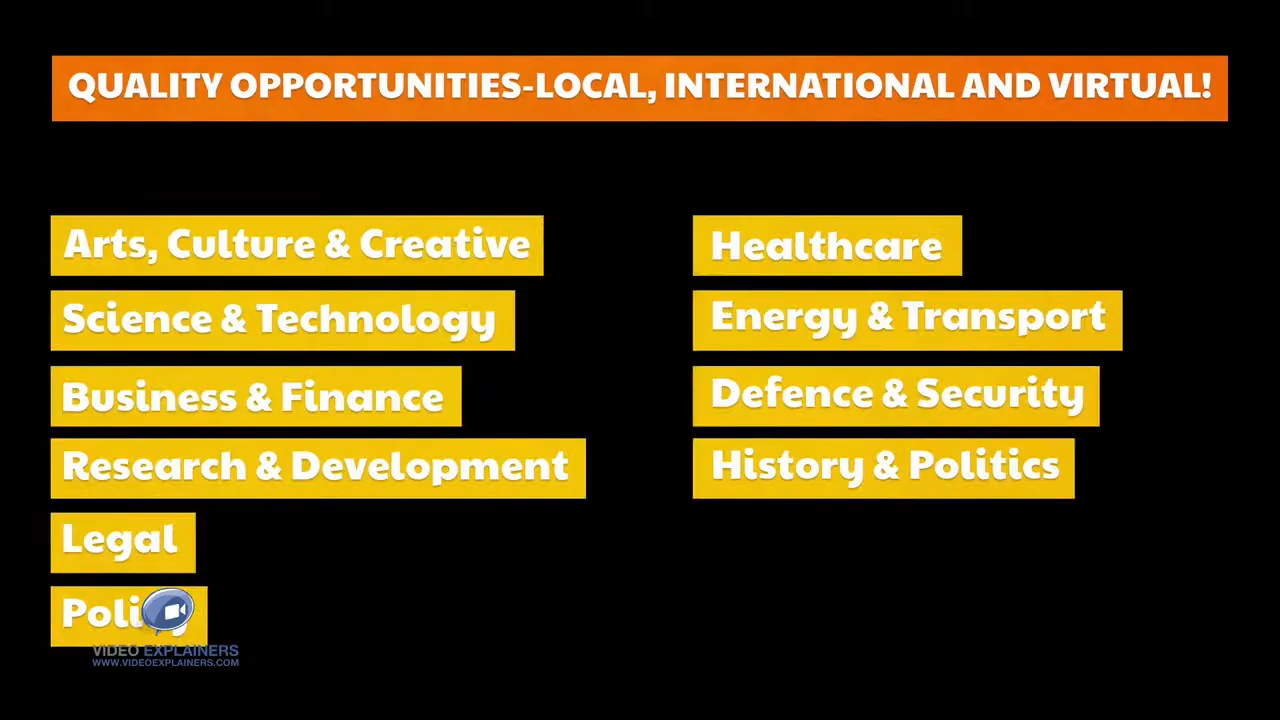 QUALITY OPPORTUNITIES-LOCAL, INTERNATIONAL AND VIRTUAL!
Arts, Culture & Creative
Science & Technology
Business & Finance
Research & Development
Legal
Policy
Healthcare
Energy & Transport
Defence & Security
History & Politics
VIDEO EXPLAINERS
WWW.VIDEOEXPLAINERS.COM